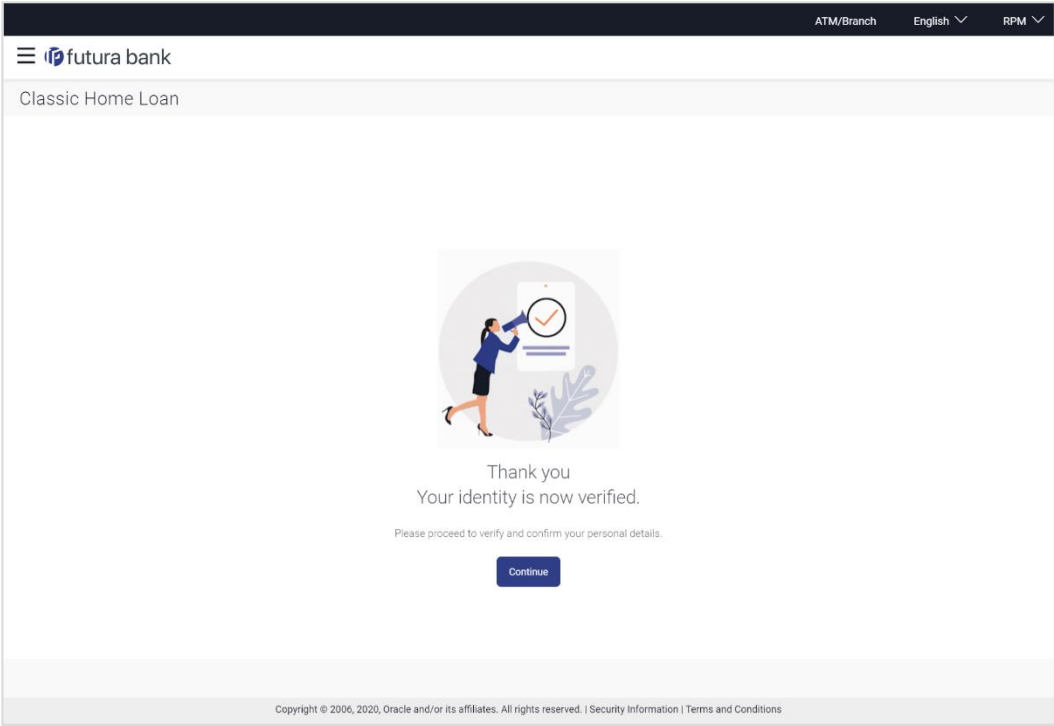 ATM/Branch English RPM
futura bank
Classic Home Loan
Thank you
Your identity is now verified.
Please proceed to verify and confirm your personal details.
Continue
Copyright © 2006, 2020, Oracle and/or its affiliates. All rights reserved. | Security Information | Terms and Conditions